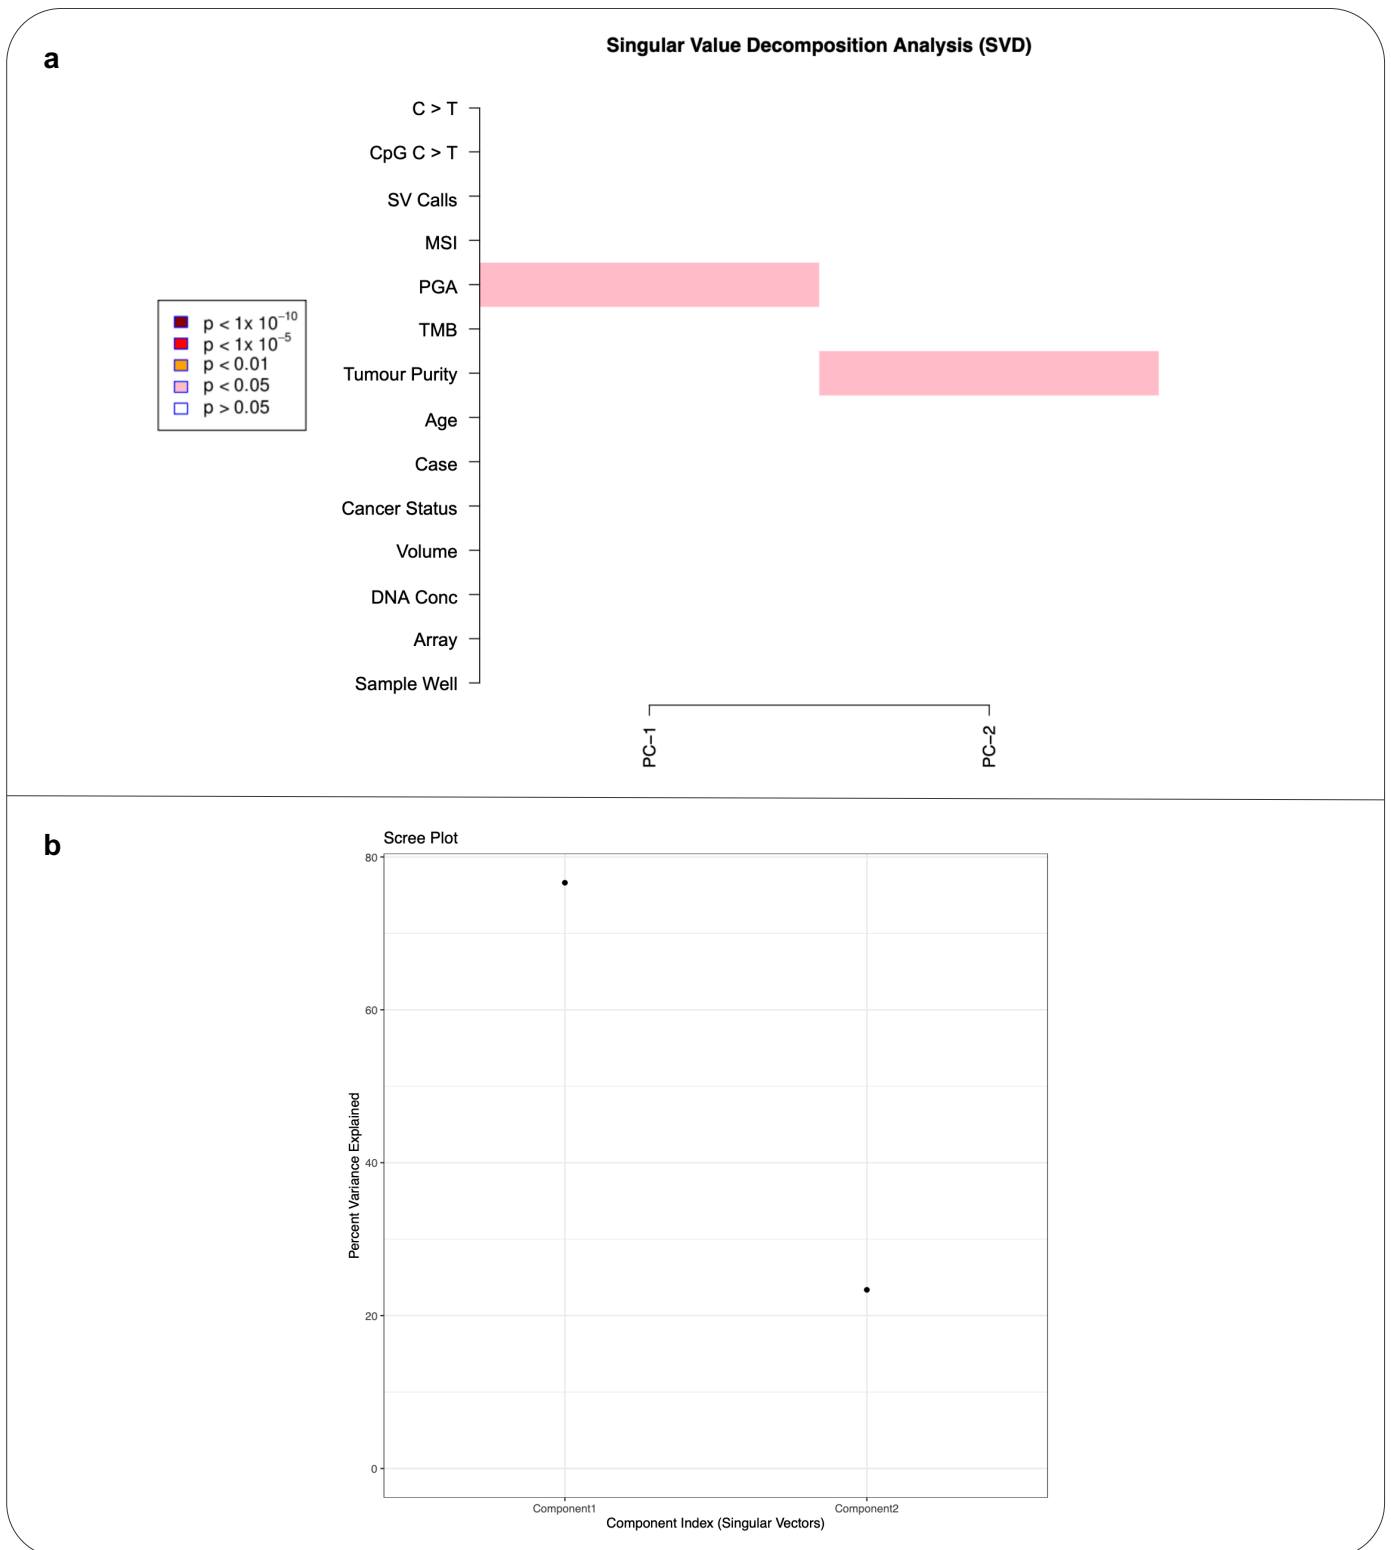 a
Singular Value Decomposition Analysis (SVD)
C > T
CpG C > T
SV Calls
MSI
PGA
TMB
Tumour Purity
Age
Case
Cancer Status
Volume
DNA Conc
Array
Sample Well
p < 1x 10⁻¹⁰
p < 1x 10⁻⁵
p < 0.01
p < 0.05
p > 0.05
PC−1
PC−2
b
Scree Plot
Percent Variance Explained
80
60
40
20
0
Component1
Component2
Component Index (Singular Vectors)